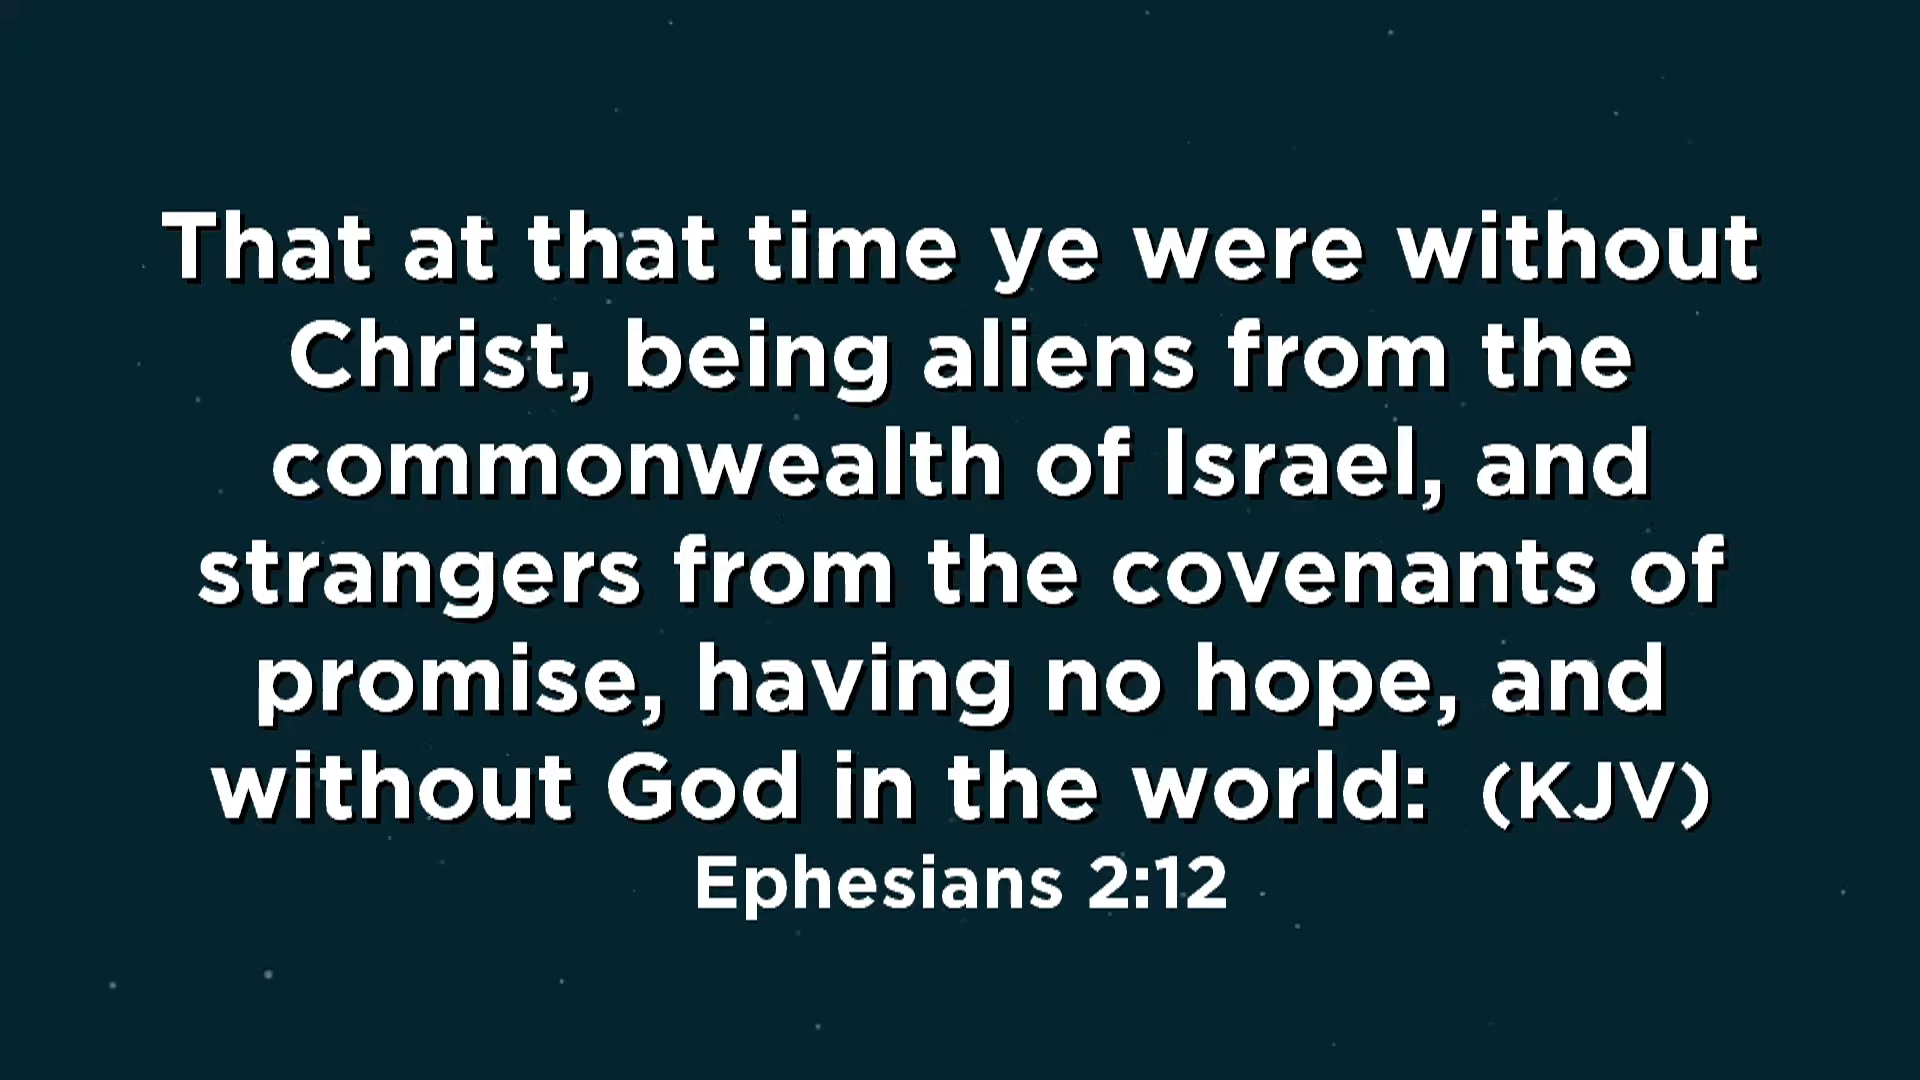 That at that time ye were without
Christ, being aliens from the
commonwealth of Israel, and
strangers from the covenants of
promise, having no hope, and
without God in the world:  (KJV)
Ephesians 2:12